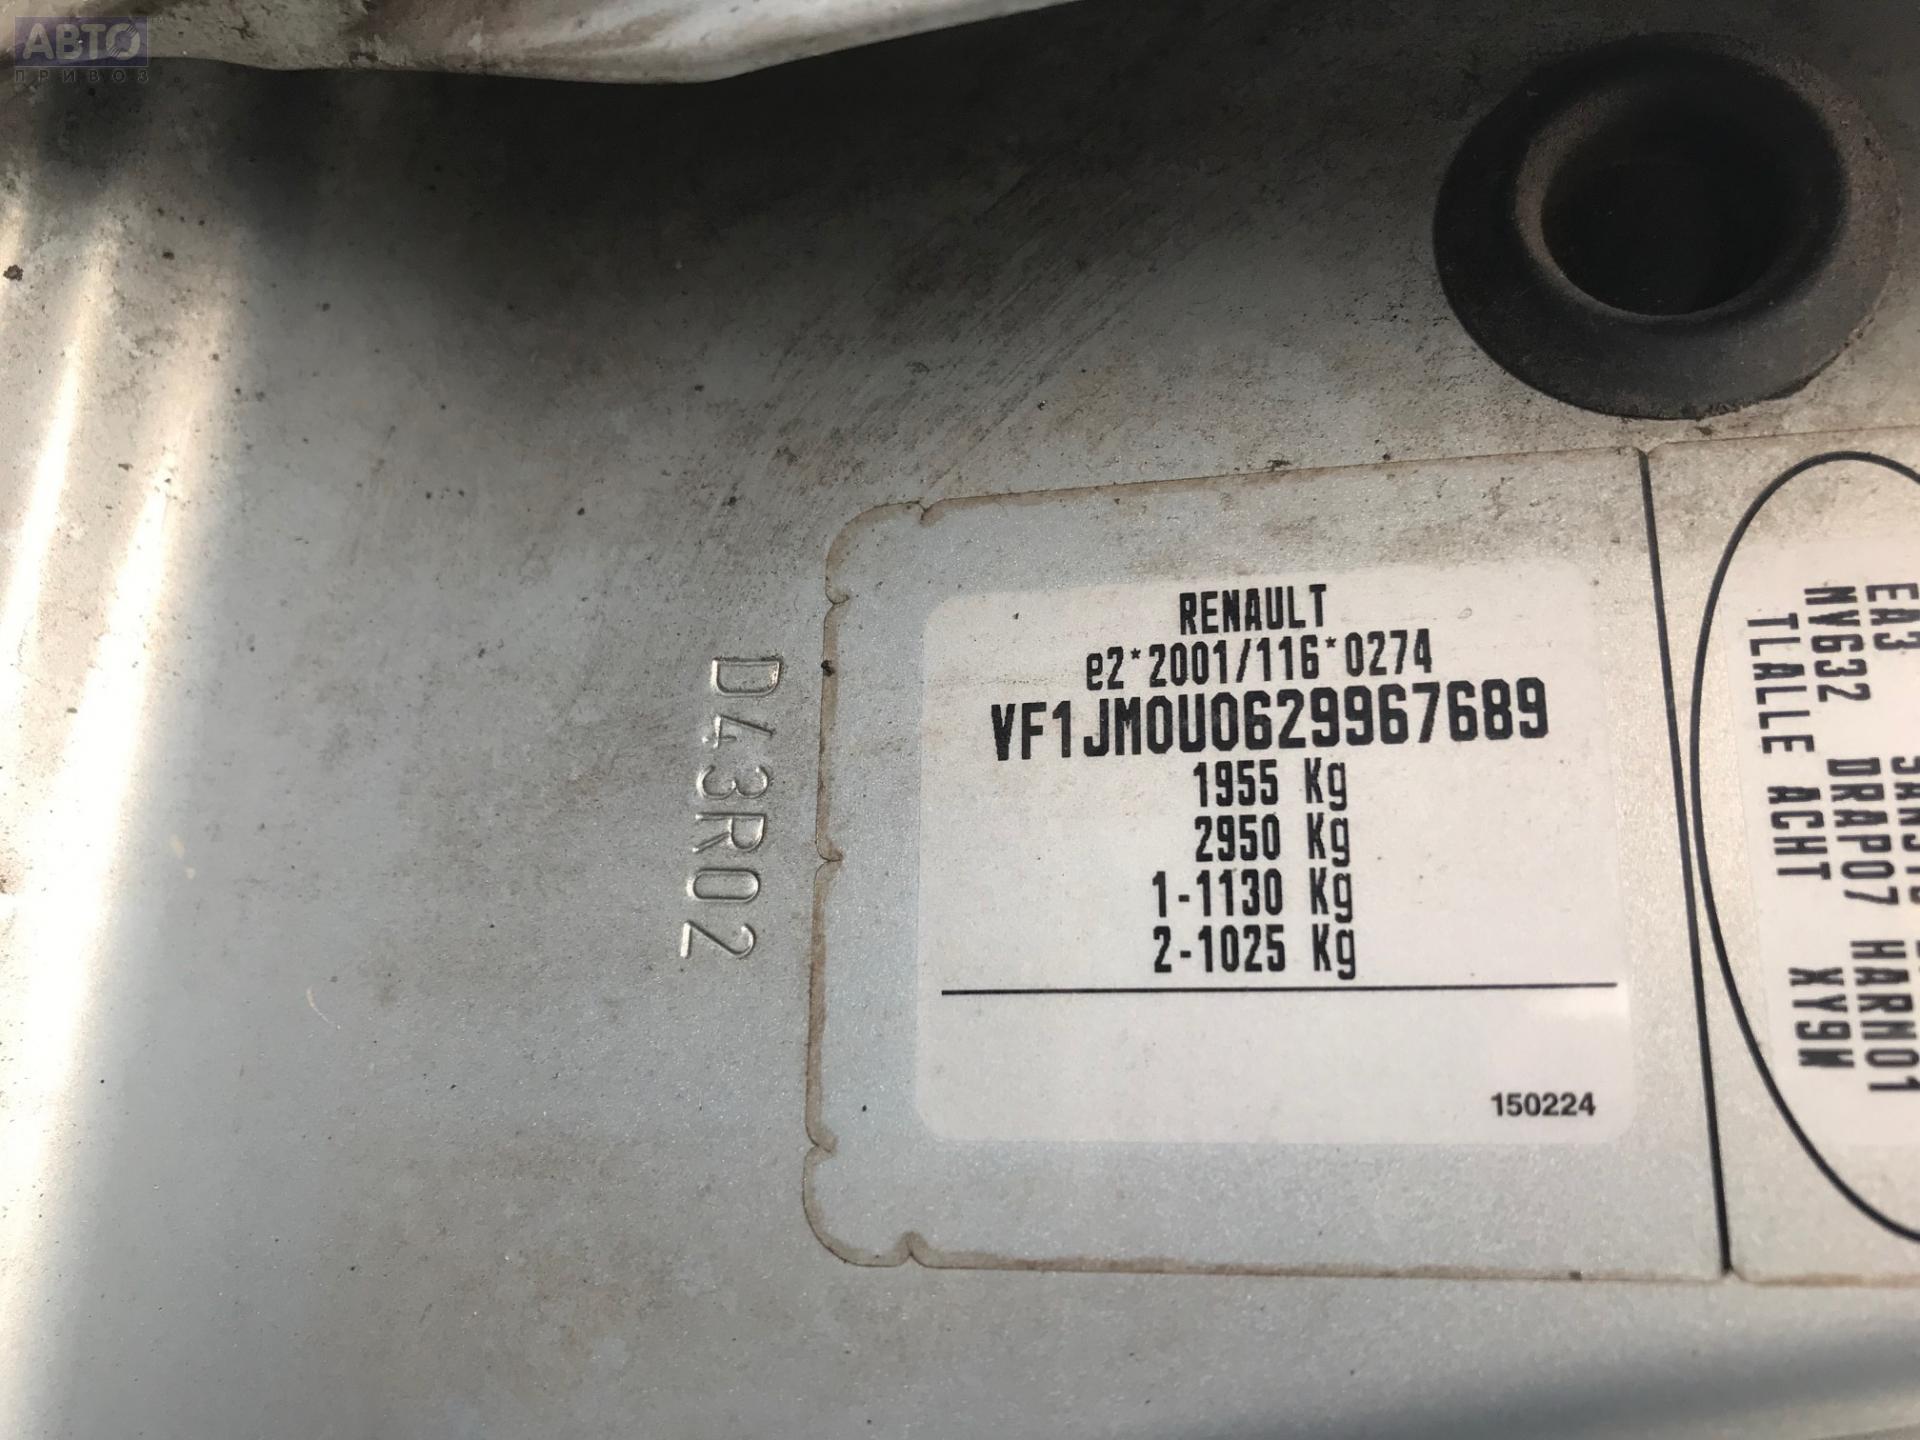 АВТО
ПРИВОЗ
D43R02
RENAULT
e2*2001/116*0274
VF1JM0U0629967689
1955 Kg
2950 Kg
1-1130 Kg
2-1025 Kg
150224
EA3
MV632 DRAP07 HARM01
TLALLE ACHT XY9W